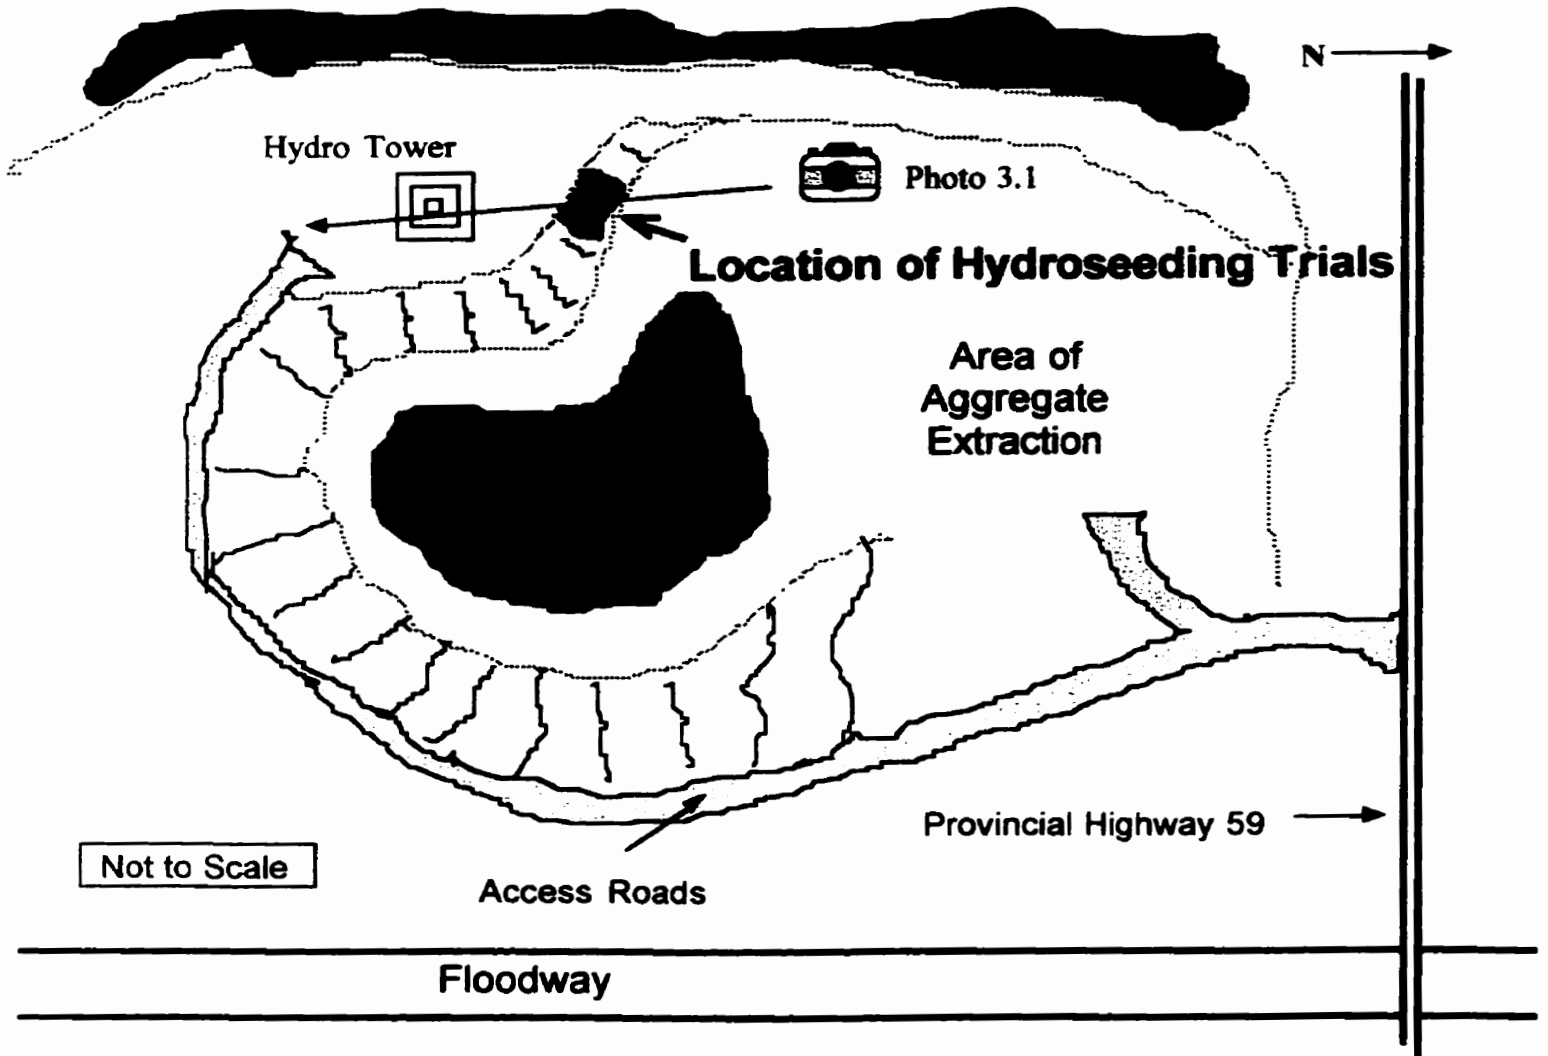 N
Hydro Tower
Photo 3.1
Location of Hydroseeding Trials
Area of
Aggregate
Extraction
Provincial Highway 59
Not to Scale
Access Roads
Floodway